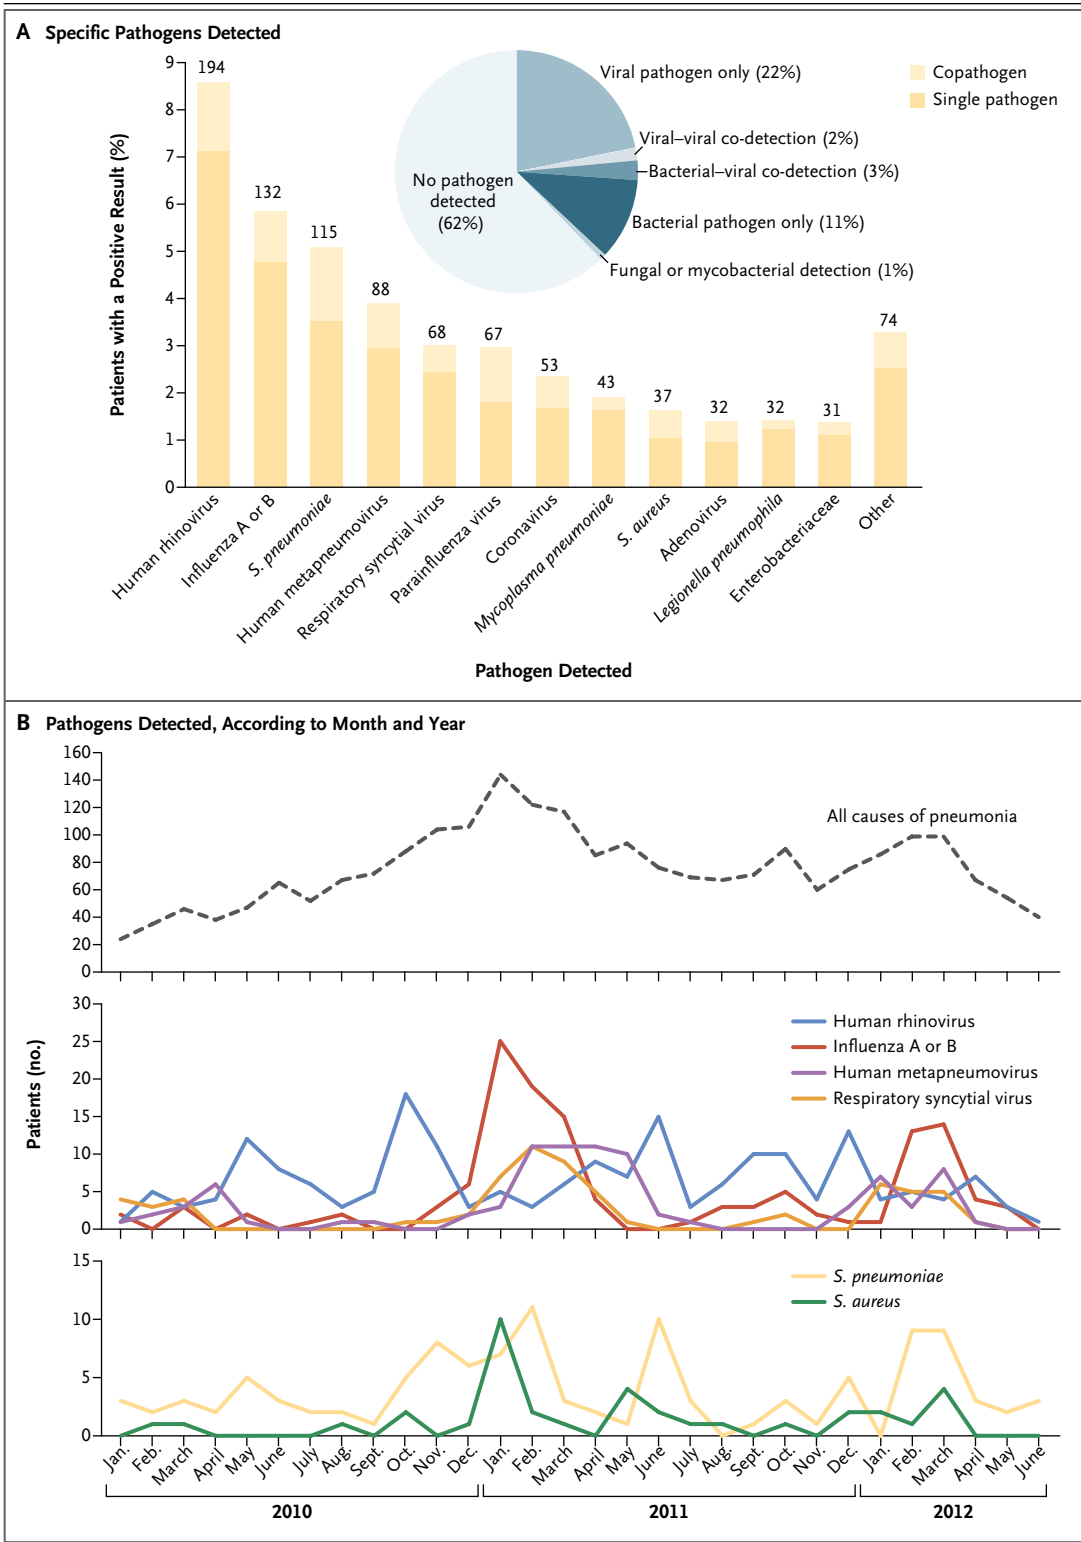 A Specific Pathogens Detected
Patients with a Positive Result (%)
9
8
7
6
5
4
3
2
1
0
194
132
115
88
68
67
53
43
37
32
32
31
74
Viral pathogen only (22%)
Viral–viral co-detection (2%)
Bacterial–viral co-detection (3%)
Bacterial pathogen only (11%)
Fungal or mycobacterial detection (1%)
No pathogen
detected
(62%)
Copathogen
Single pathogen
Human rhinovirus
Influenza A or B
S. pneumoniae
Human metapneumovirus
Respiratory syncytial virus
Parainfluenza virus
Coronavirus
Mycoplasma pneumoniae
S. aureus
Adenovirus
Legionella pneumophila
Enterobacteriaceae
Other
Pathogen Detected
B Pathogens Detected, According to Month and Year
Patients (no.)
160
140
120
100
80
60
40
20
0
All causes of pneumonia
30
25
20
15
10
5
0
Human rhinovirus
Influenza A or B
Human metapneumovirus
Respiratory syncytial virus
15
10
5
0
S. pneumoniae
S. aureus
Jan. Feb. March April May June July Aug. Sept. Oct. Nov. Dec. Jan. Feb. March April May June July Aug. Sept. Oct. Nov. Dec. Jan. Feb. March April May June
2010 2011 2012